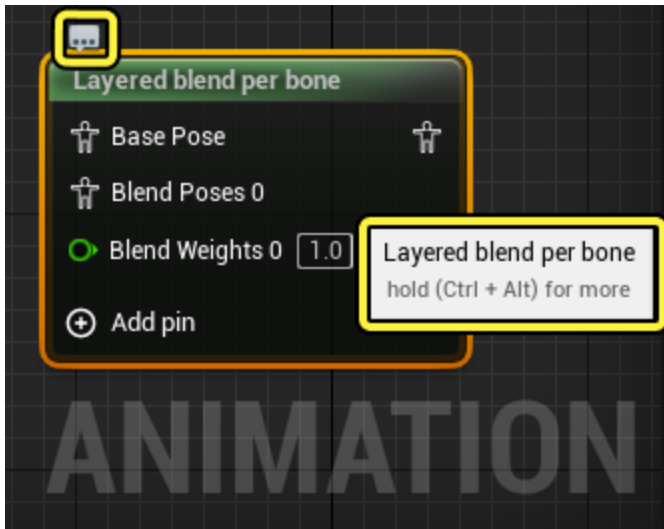 Layered blend per bone
Base Pose
Blend Poses 0
Blend Weights 0 1.0
Layered blend per bone
hold (Ctrl + Alt) for more
Add pin
ANIMATION